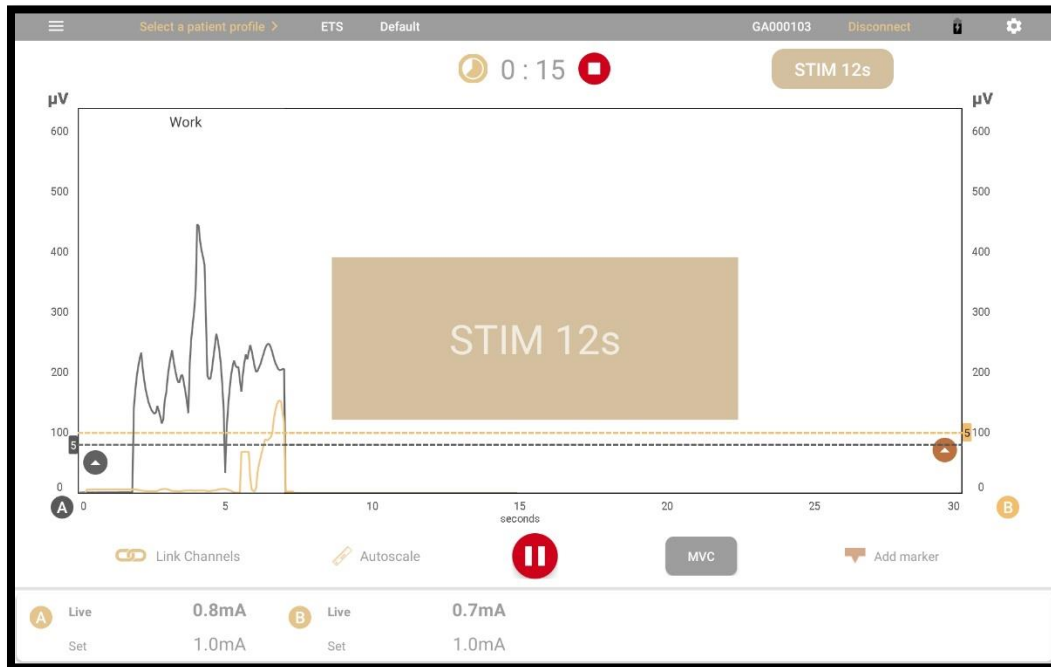 Select a patient profile > ETS Default GA000103 Disconnect
0 : 15 STIM 12s
µV µV
Work
600 600
500 500
400 400
300 300
STIM 12s
200 200
100 5 5 100
0 0
A 0 5 10 15 20 25 30 B
seconds
Link Channels Autoscale MVC Add marker
A Live 0.8mA B Live 0.7mA
Set 1.0mA Set 1.0mA